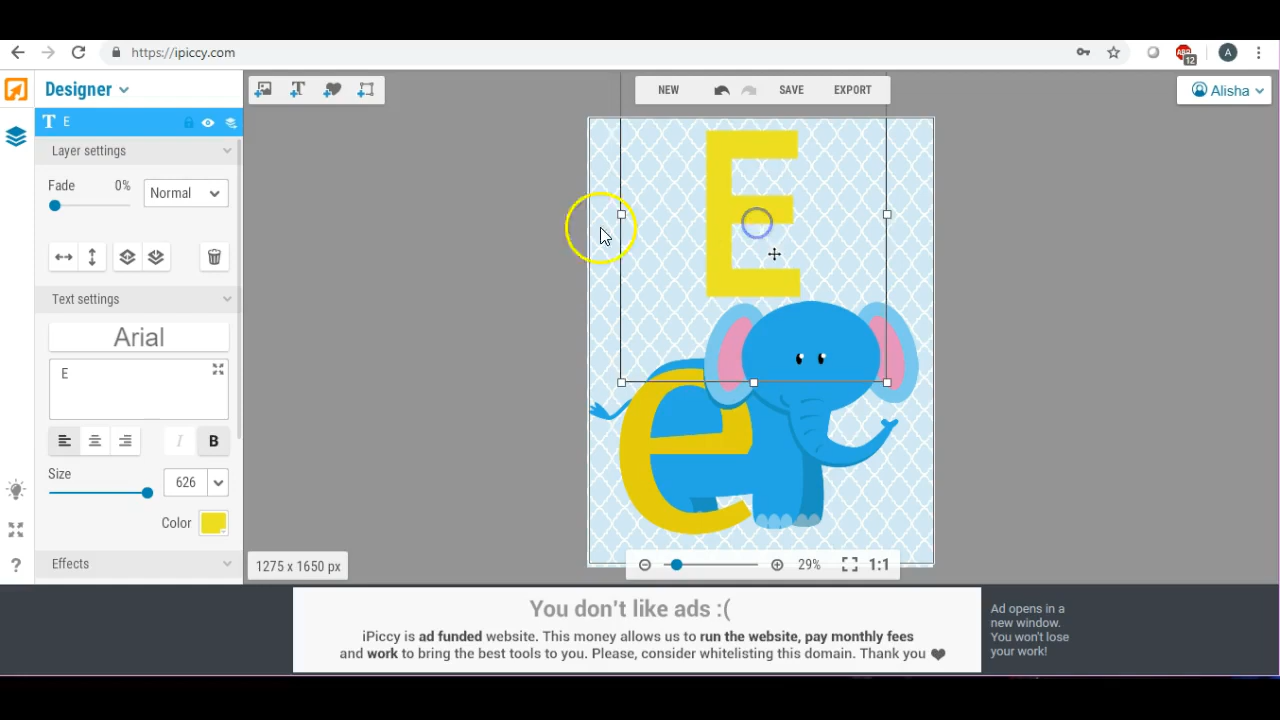 https://ipiccy.com
12
A
Designer
NEW
SAVE
EXPORT
Alisha
T E
Layer settings
Fade 0%
Normal
Text settings
Arial
E
I B
Size
626
Color
Effects
E
e
1275 x 1650 px
29%
1:1
?
You don't like ads :(
iPiccy is ad funded website. This money allows us to run the website, pay monthly fees
and work to bring the best tools to you. Please, consider whitelisting this domain. Thank you ❤
Ad opens in a
new window.
You won't lose
your work!